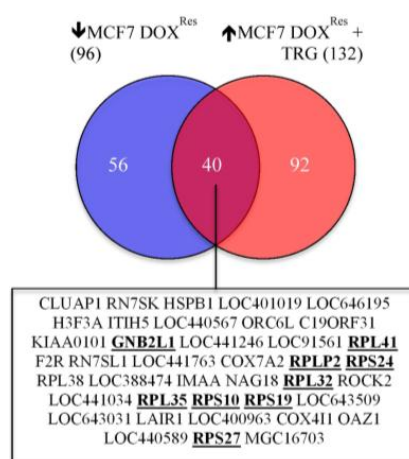 ↓MCF7 DOX^Res (96)
↑MCF7 DOX^Res + TRG (132)
56
40
92
CLUAP1 RN7SK HSPB1 LOC401019 LOC646195
H3F3A ITIH5 LOC440567 ORC6L C19ORF31
KIAA0101 GNB2L1 LOC441246 LOC91561 RPL41
F2R RN7SL1 LOC441763 COX7A2 RPLP2 RPS24
RPL38 LOC388474 IMAA NAG18 RPL32 ROCK2
LOC441034 RPL35 RPS10 RPS19 LOC643509
LOC643031 LAIR1 LOC400963 COX4I1 OAZ1
LOC440589 RPS27 MGC16703